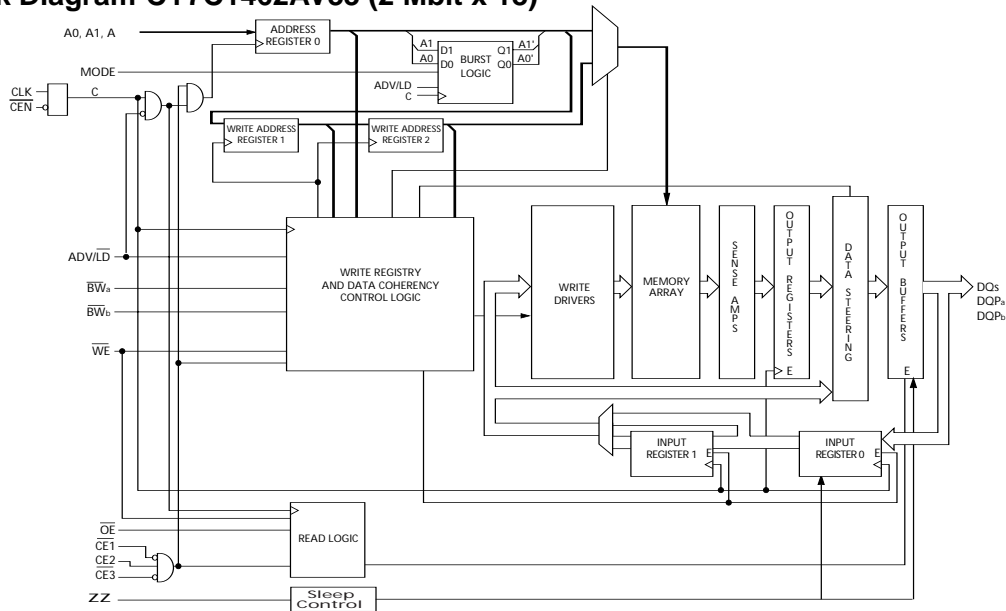 k Diagram CY7C1462AV33 (2 Mbit x 18)
A0, A1, A
ADDRESS
REGISTER 0
A1
A0
D1
D0
BURST
LOGIC
Q1
Q0
A1'
A0'
MODE
ADV/LD
C
CLK
CEN
C
WRITE ADDRESS
REGISTER 1
WRITE ADDRESS
REGISTER 2
ADV/LD
BWa
BWb
WE
WRITE REGISTRY
AND DATA COHERENCY
CONTROL LOGIC
WRITE
DRIVERS
MEMORY
ARRAY
SENSE AMPS
OUTPUT REGISTERS
E
DATA STEERING
OUTPUT BUFFERS
E
DQs
DQPa
DQPb
INPUT
REGISTER 1
E
INPUT
REGISTER 0
E
OE
CE1
CE2
CE3
READ LOGIC
ZZ
Sleep
Control